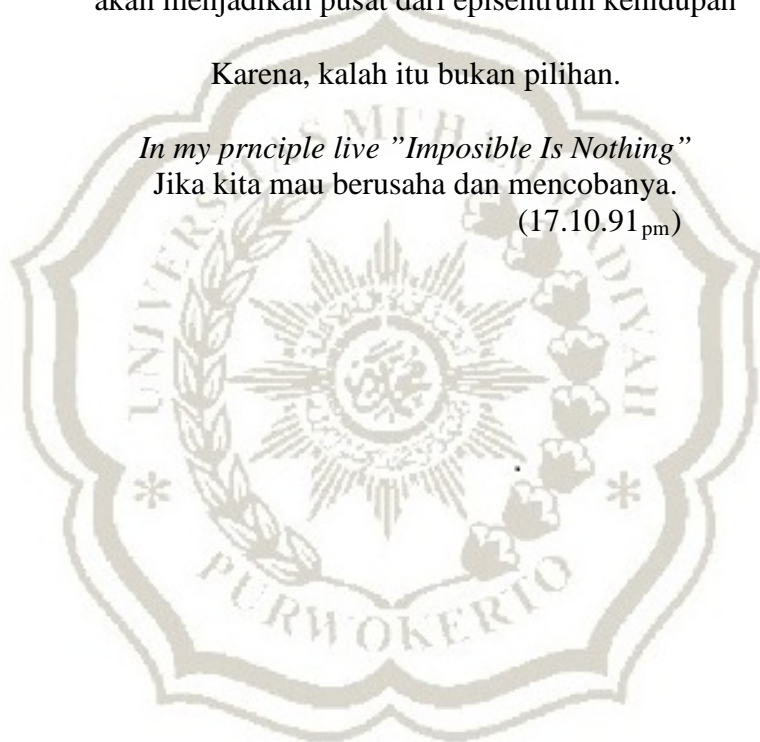 akan menjadikan pusat dari episentrum kehidupan
Karena, kalah itu bukan pilihan.
In my prnciple live ”Imposible Is Nothing”
Jika kita mau berusaha dan mencobanya.
(17.10.91pm)
UNIVERSITAS MUHAMMADIYAH
PURWOKERTO